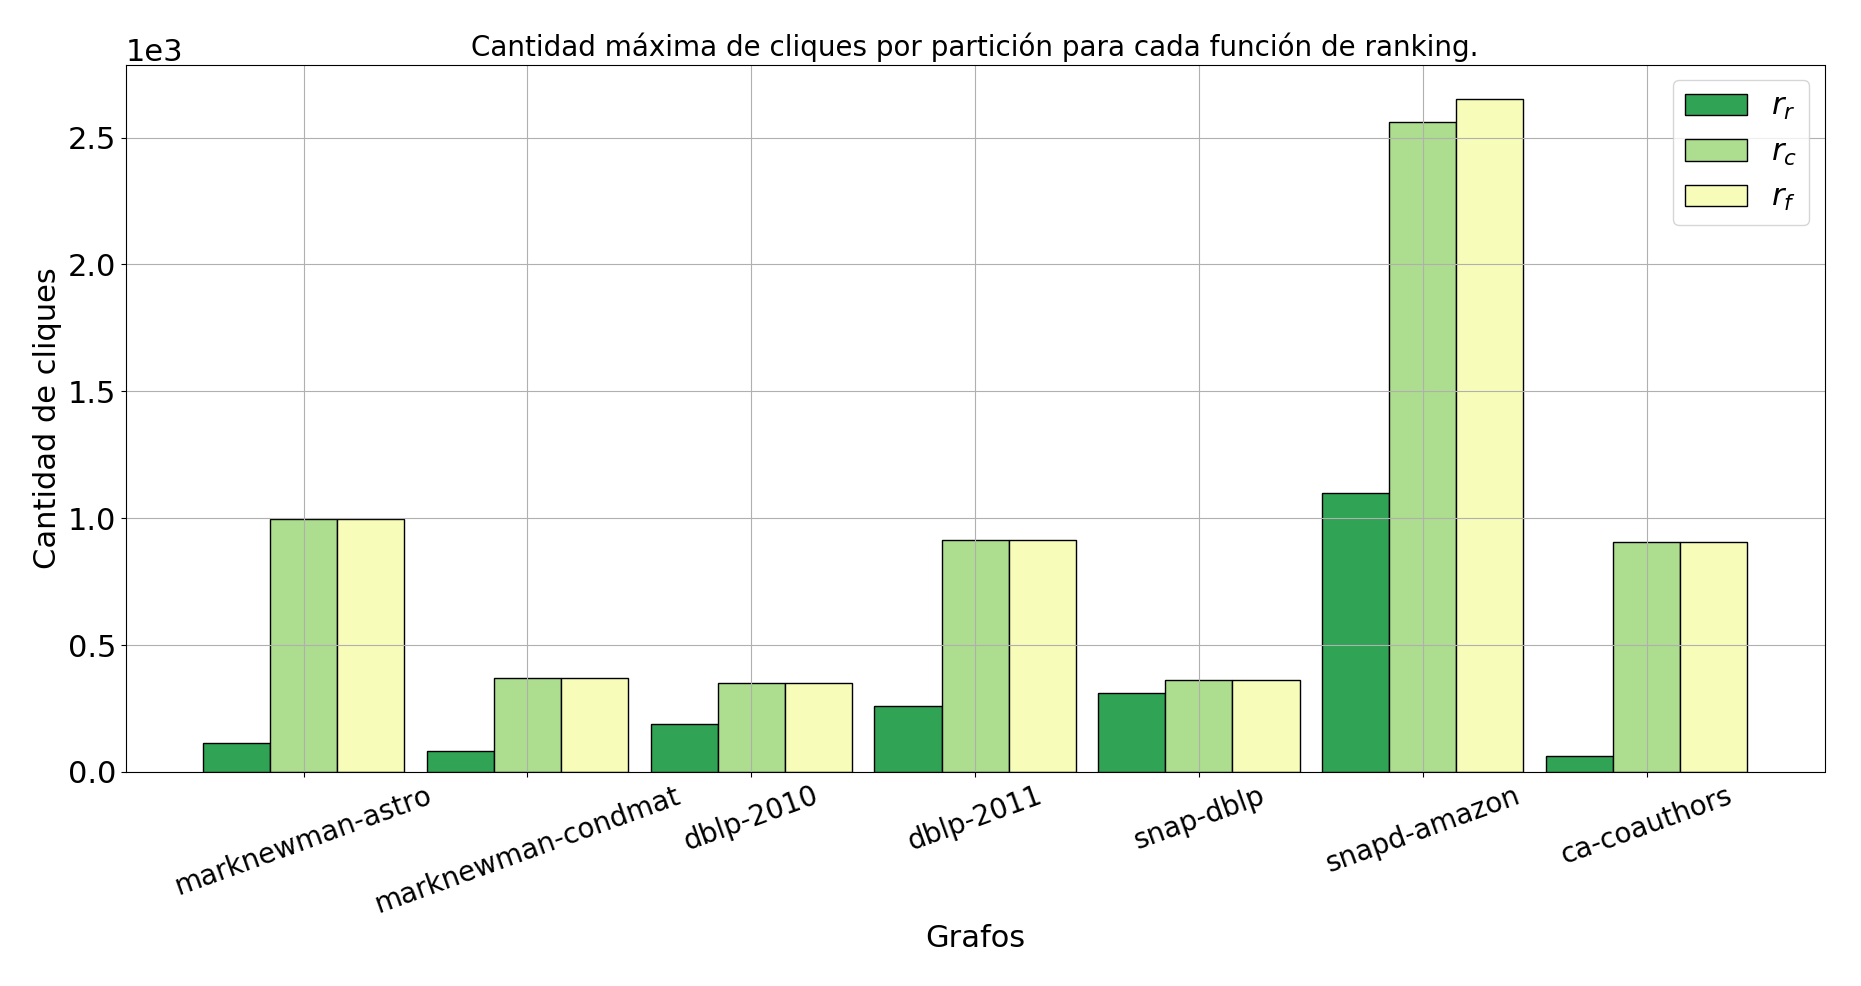 Cantidad máxima de cliques por partición para cada función de ranking.
1e3
2.5
2.0
1.5
1.0
0.5
0.0
Cantidad de cliques
r_r
r_c
r_f
marknewman-astro
marknewman-condmat
dblp-2010
dblp-2011
snap-dblp
snapd-amazon
ca-coauthors
Grafos